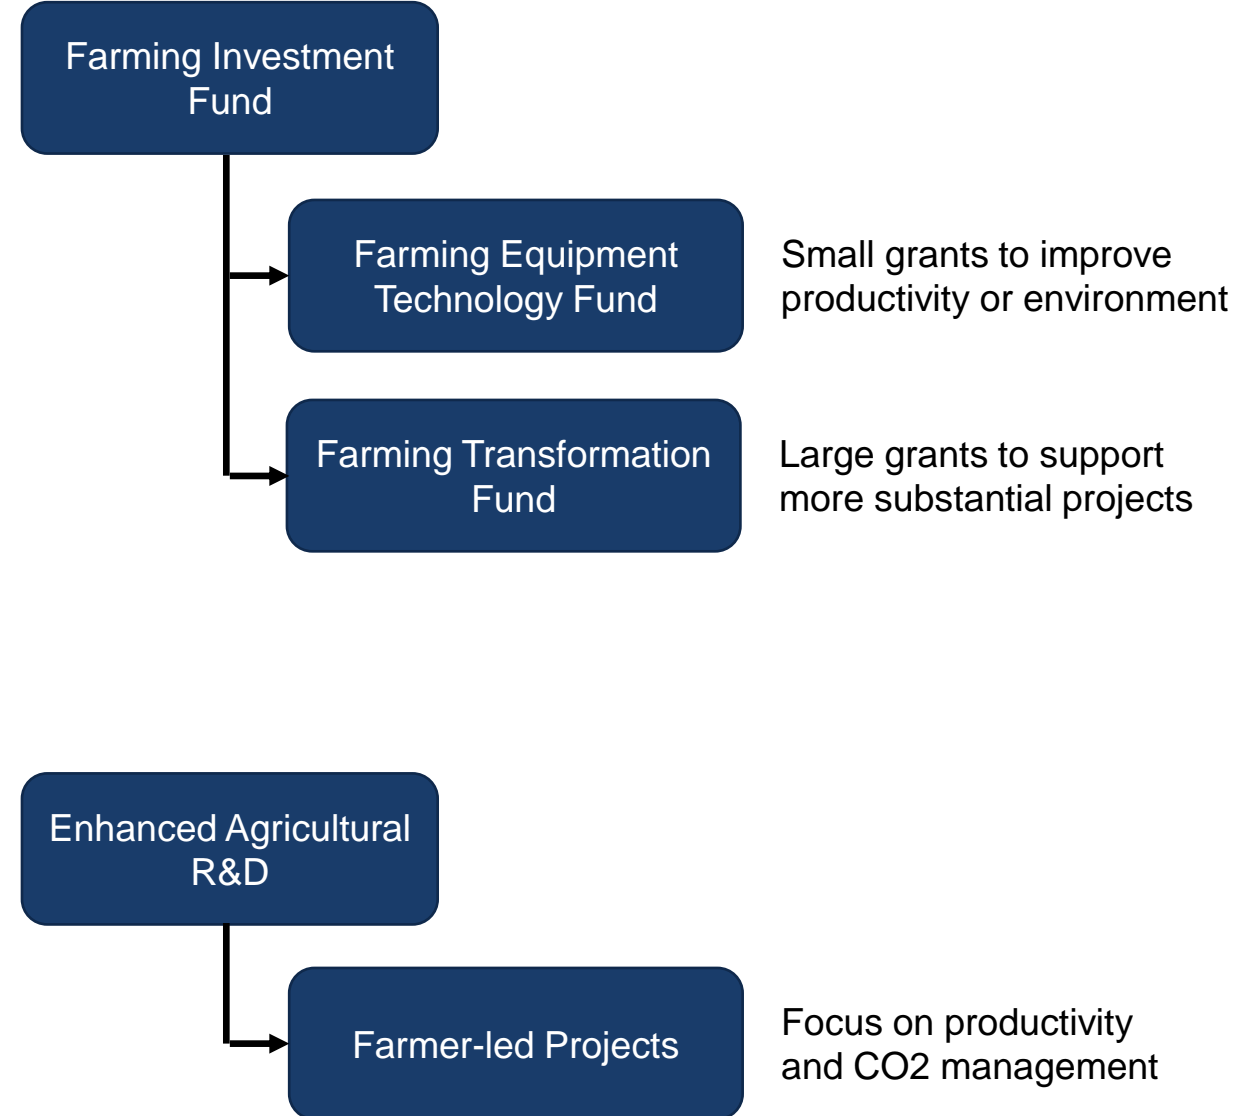 Farming Investment
Fund
Farming Equipment
Technology Fund
Small grants to improve
productivity or environment
Farming Transformation
Fund
Large grants to support
more substantial projects
Enhanced Agricultural
R&D
Farmer-led Projects
Focus on productivity
and CO2 management